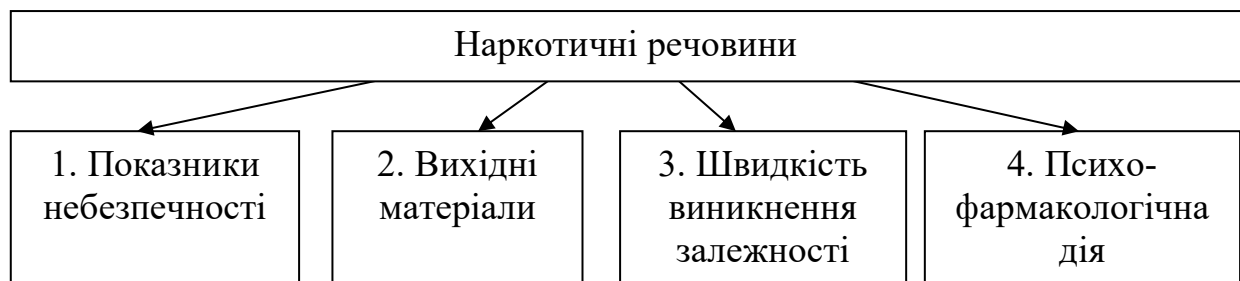 Наркотичні речовини
1. Показники
небезпечності
2. Вихідні
матеріали
3. Швидкість
виникнення
залежності
4. Психо-
фармакологічна
дія